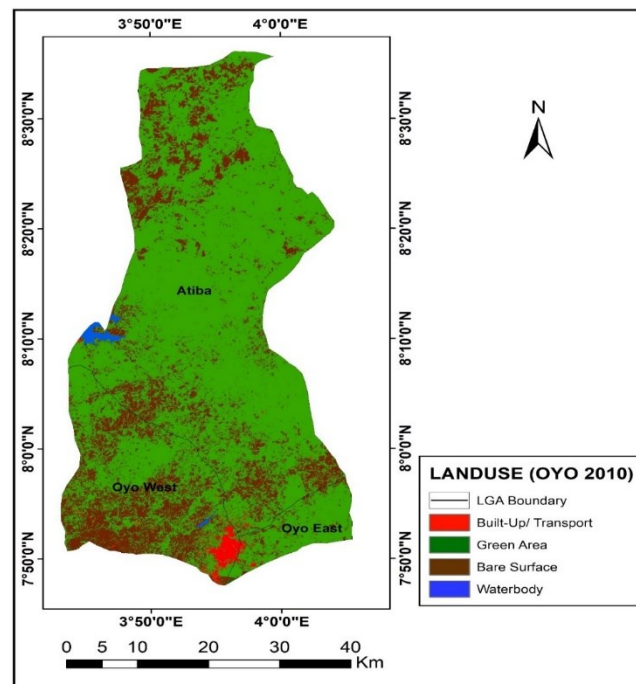 3°50'0"E 4°0'0"E
N
8°30'0"N 8°30'0"N
8°20'0"N 8°20'0"N
Atiba
8°10'0"N 8°10'0"N
8°0'0"N 8°0'0"N
LANDUSE (OYO 2010)
LGA Boundary
Oyo West
Built-Up/ Transport
Oyo East
Green Area
7°50'0"N 7°50'0"N
Bare Surface
Waterbody
3°50'0"E 4°0'0"E
0 5 10 20 30 40
Km